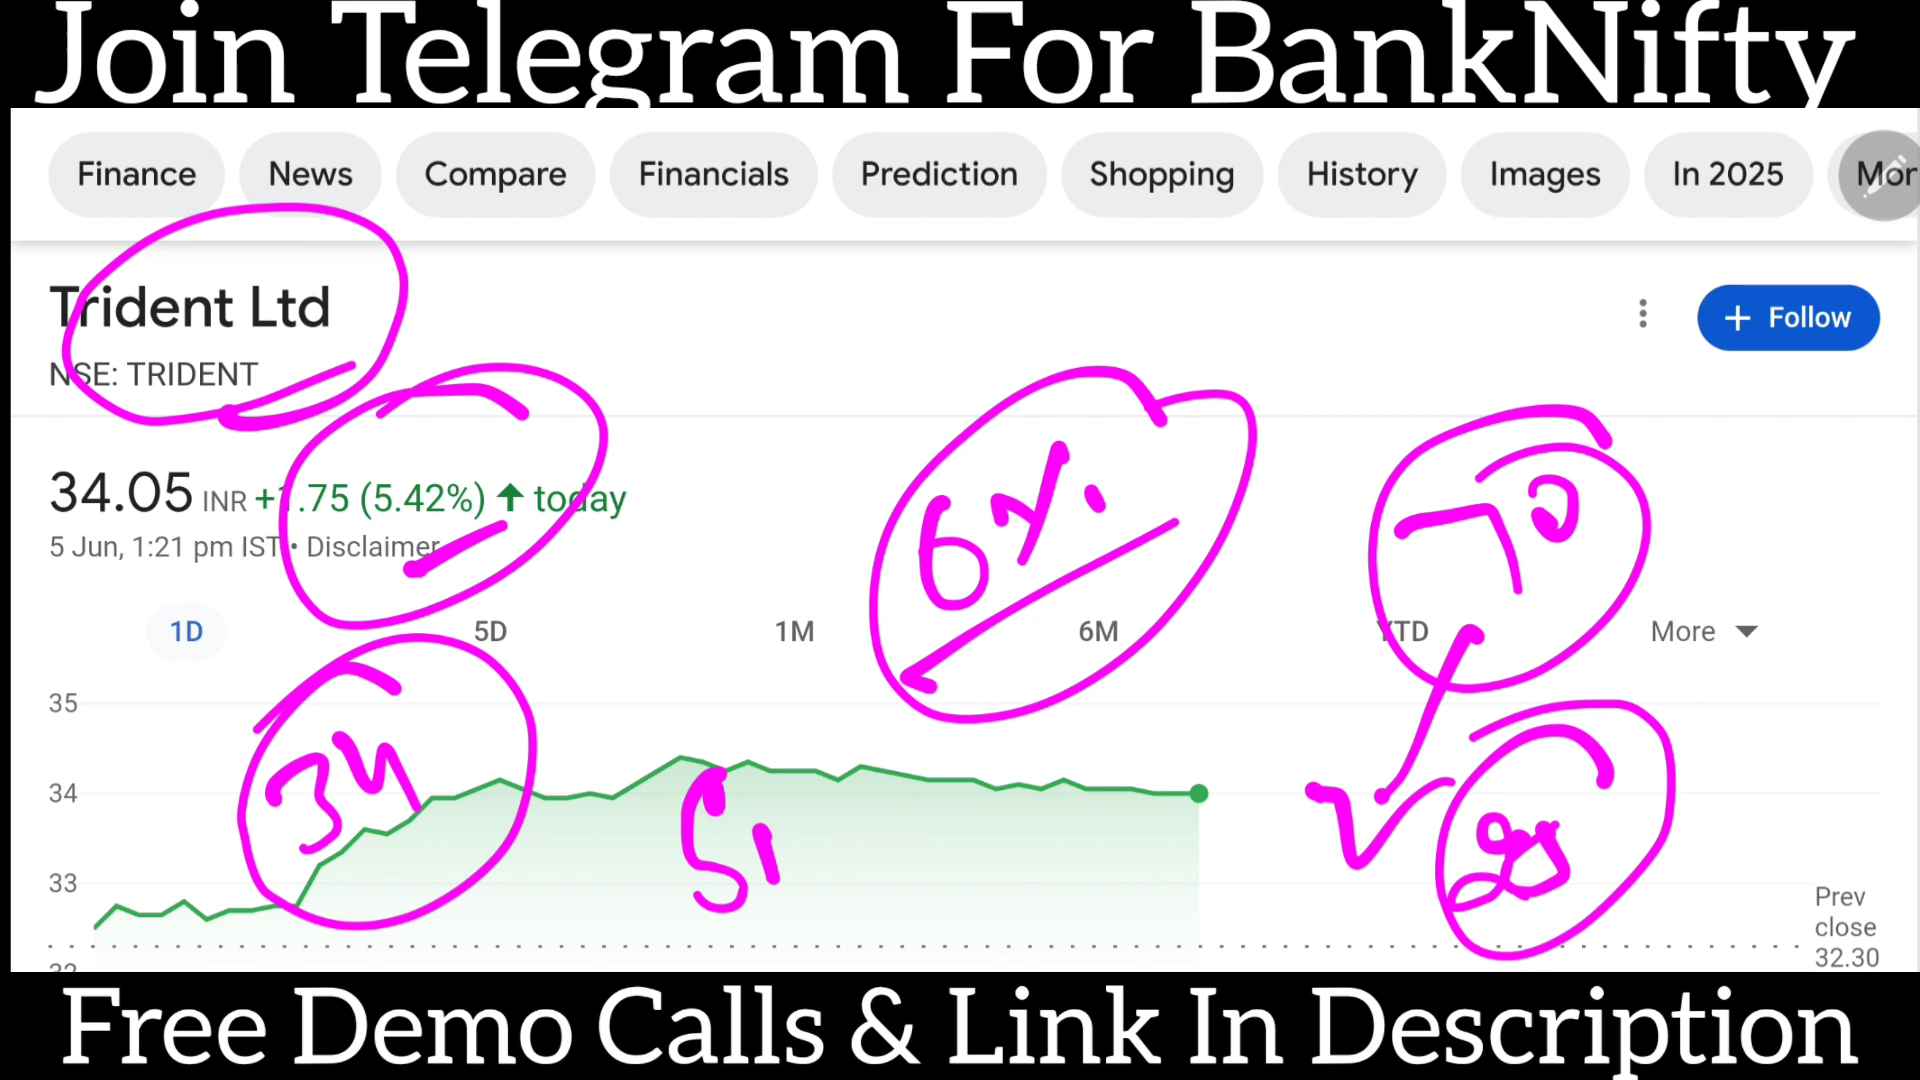 Join Telegram For BankNifty
Finance News Compare Financials Prediction Shopping History Images In 2025 Mor
Trident Ltd
NSE: TRIDENT
+ Follow
34.05 INR +1.75 (5.42%) ↑ today
5 Jun, 1:21 pm IST • Disclaimer
6%.
70
1D 5D 1M 6M YTD More
35
34
33
32
34
51
Prev
close
32.30
Free Demo Calls & Link In Description